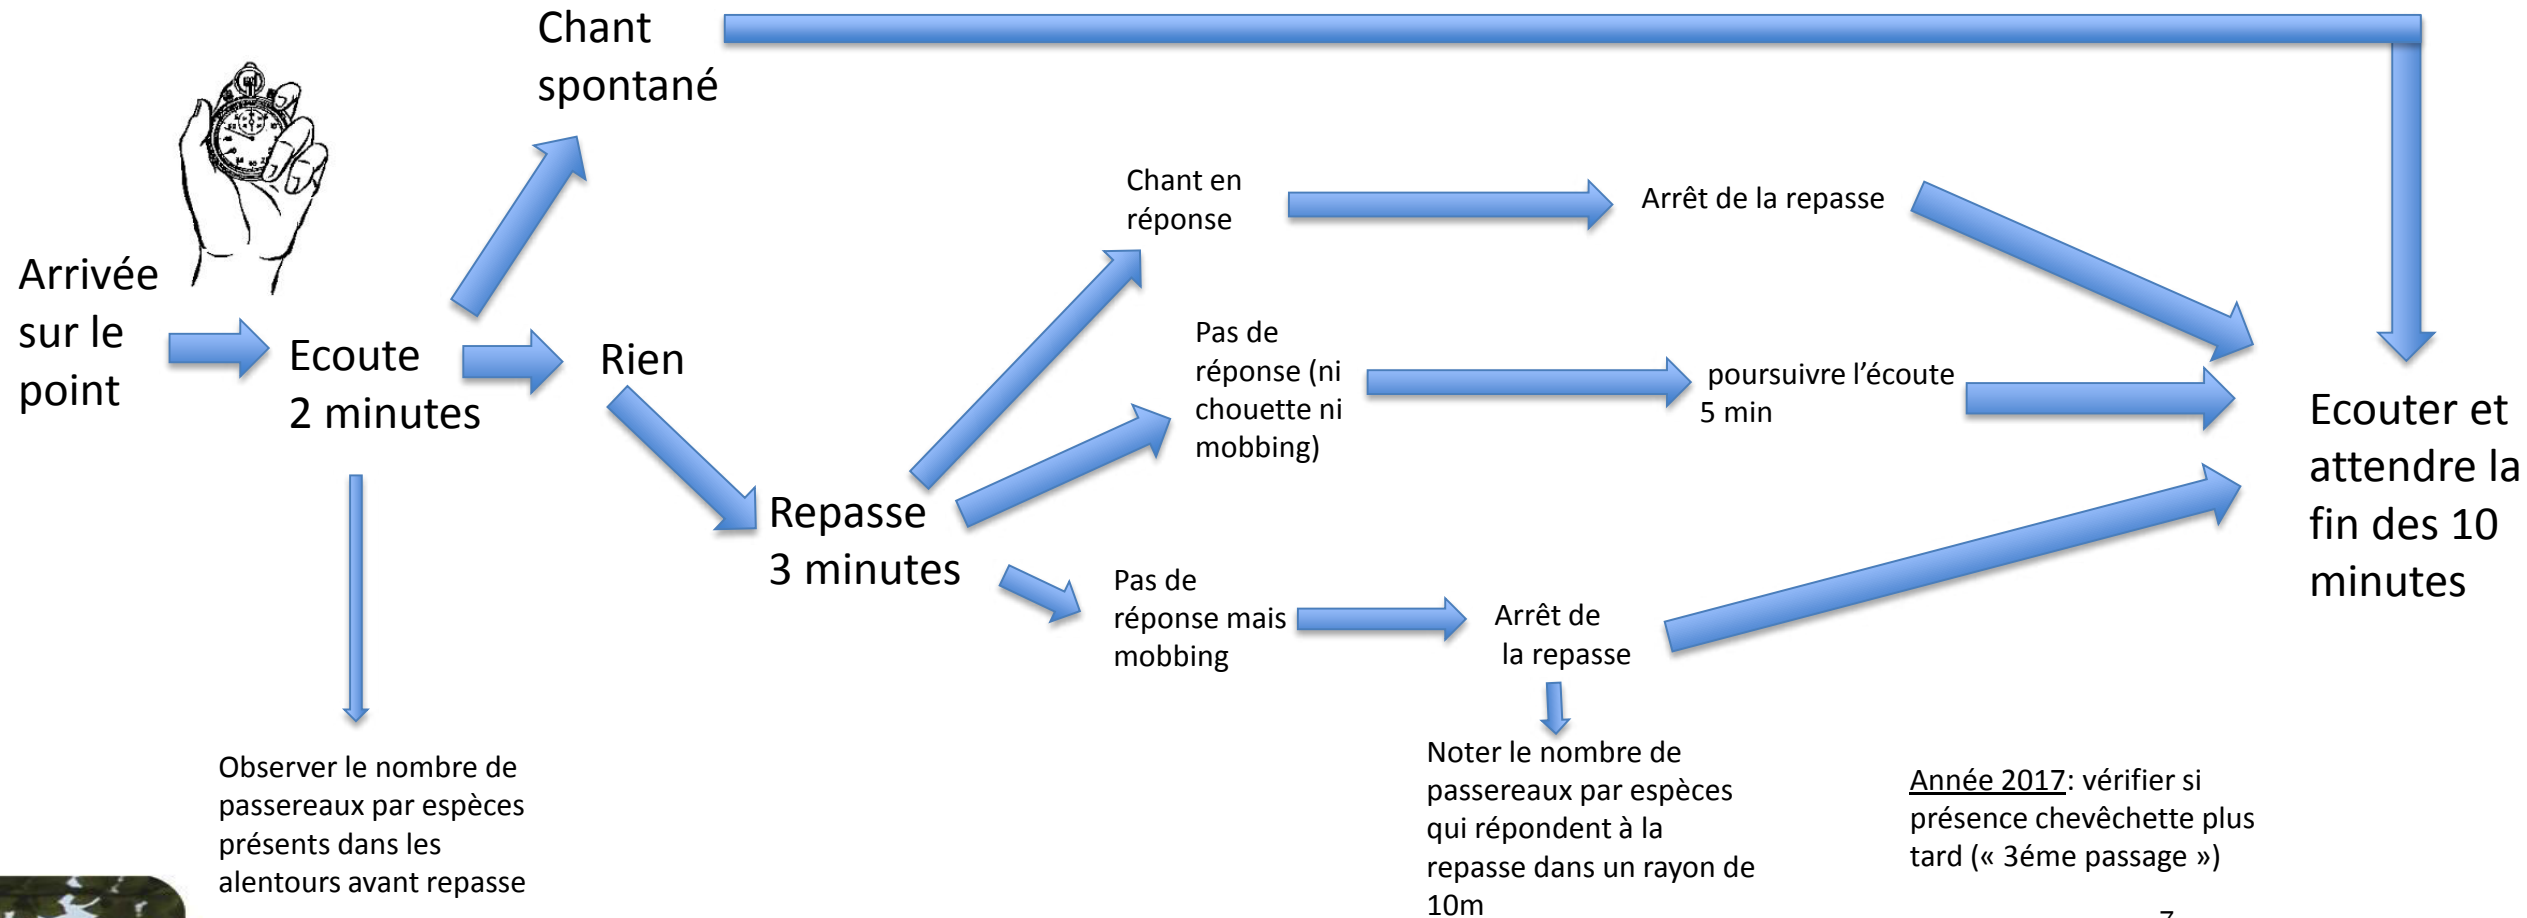 Chant
spontané
Arrivée
sur le
point
Ecoute
2 minutes
Rien
Repasse
3 minutes
Chant en
réponse
Arrêt de la repasse
Pas de
réponse (ni
chouette ni
mobbing)
poursuivre l’écoute
5 min
Pas de
réponse mais
mobbing
Arrêt de
la repasse
Ecouter et
attendre la
fin des 10
minutes
Observer le nombre de
passereaux par espèces
présents dans les
alentours avant repasse
Noter le nombre de
passereaux par espèces
qui répondent à la
repasse dans un rayon de
10m
Année 2017: vérifier si
présence chevêchette plus
tard (« 3éme passage »)